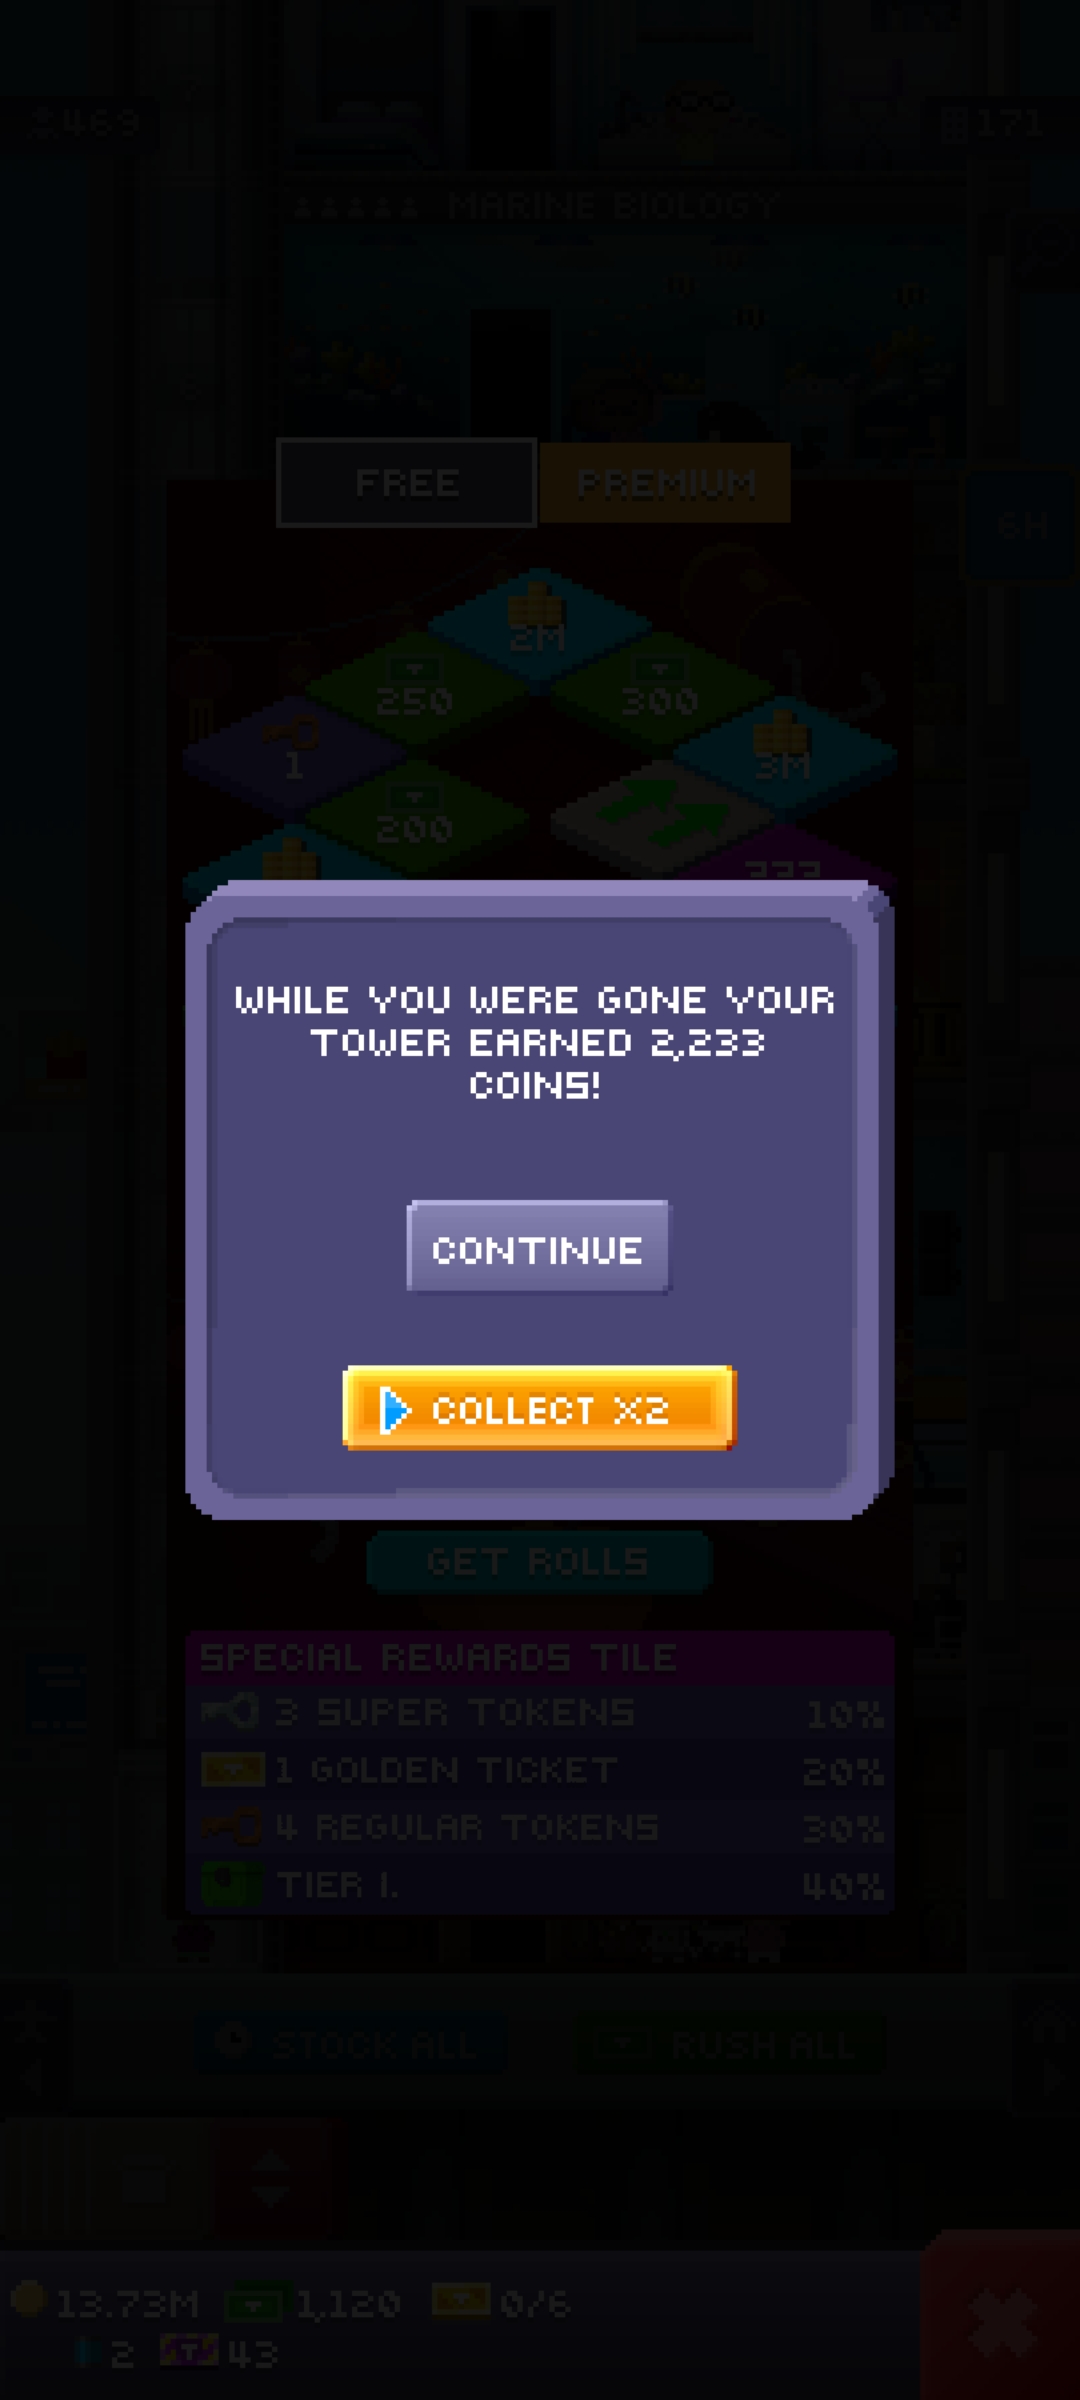 469
171
MARINE BIOLOGY
FREE
PREMIUM
6H
2M
250
300
1
3M
200
WHILE YOU WERE GONE YOUR
TOWER EARNED 2,233
COINS!
CONTINUE
COLLECT X2
GET ROLLS
SPECIAL REWARDS TILE
3 SUPER TOKENS 10%
1 GOLDEN TICKET 20%
4 REGULAR TOKENS 30%
TIER 1. 40%
STOCK ALL
RUSH ALL
13.73M 1,120 0/6
2 43